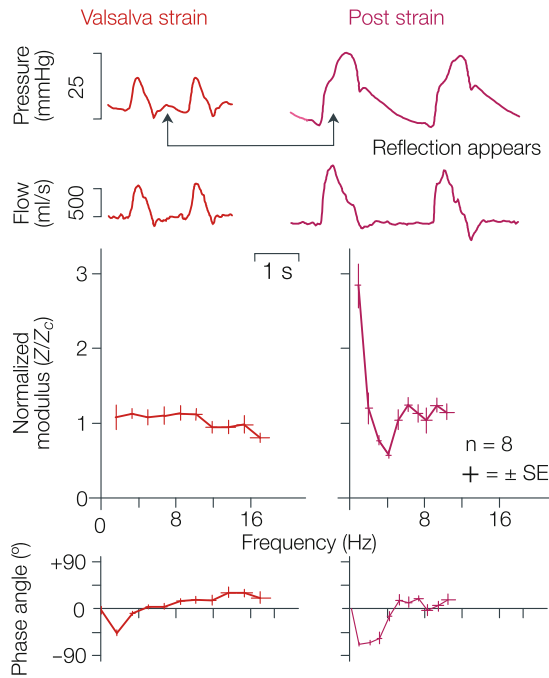 Valsalva strain
Post strain
Pressure
(mmHg)
25
Reflection appears
Flow
(ml/s)
500
1 s
Normalized
modulus (Z/Zc)
3
2
1
0
n = 8
+ = ± SE
0
8
16
8
16
Frequency (Hz)
Phase angle (º)
+90
0
−90